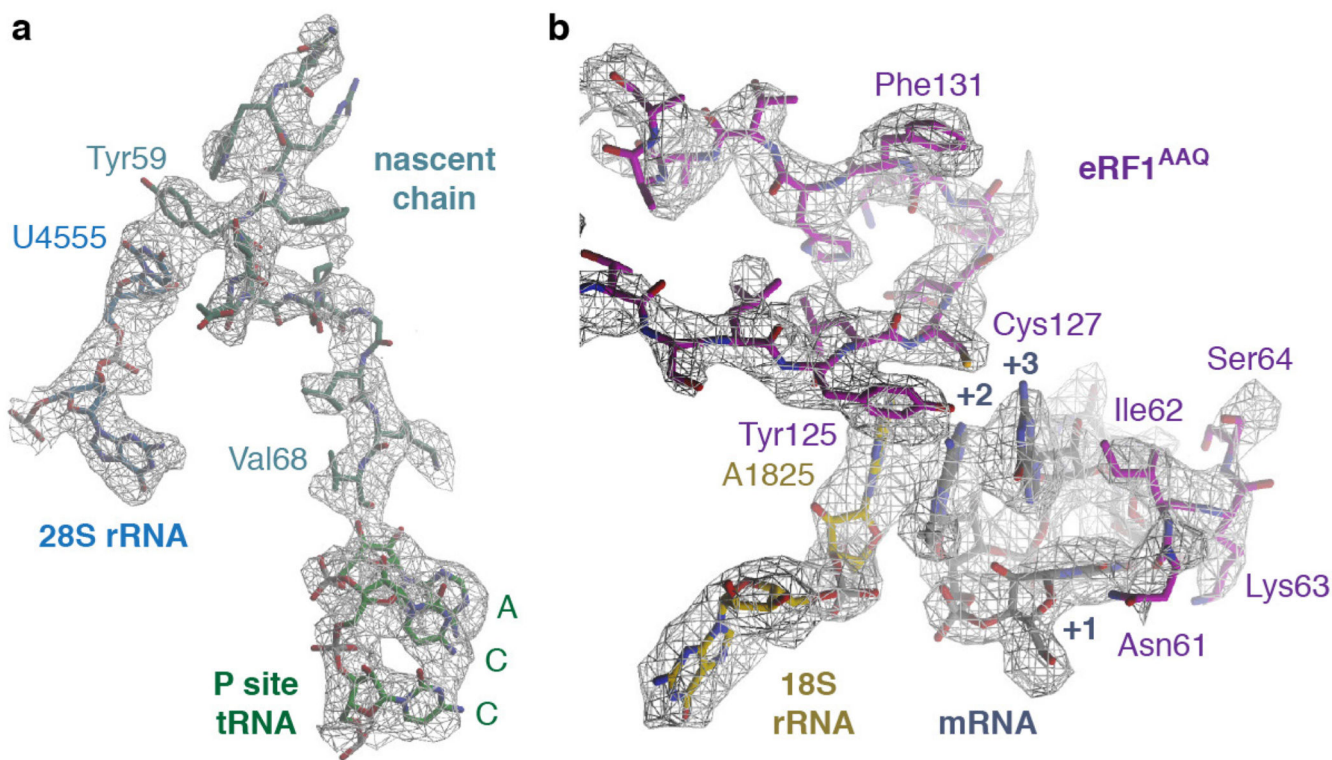 a
Tyr59
nascent
chain
U4555
Val68
28S rRNA
P site
tRNA
A
C
C
b
Phe131
eRF1AAQ
Cys127
+3
+2
Ser64
Ile62
Tyr125
A1825
Lys63
Asn61
+1
18S
rRNA
mRNA